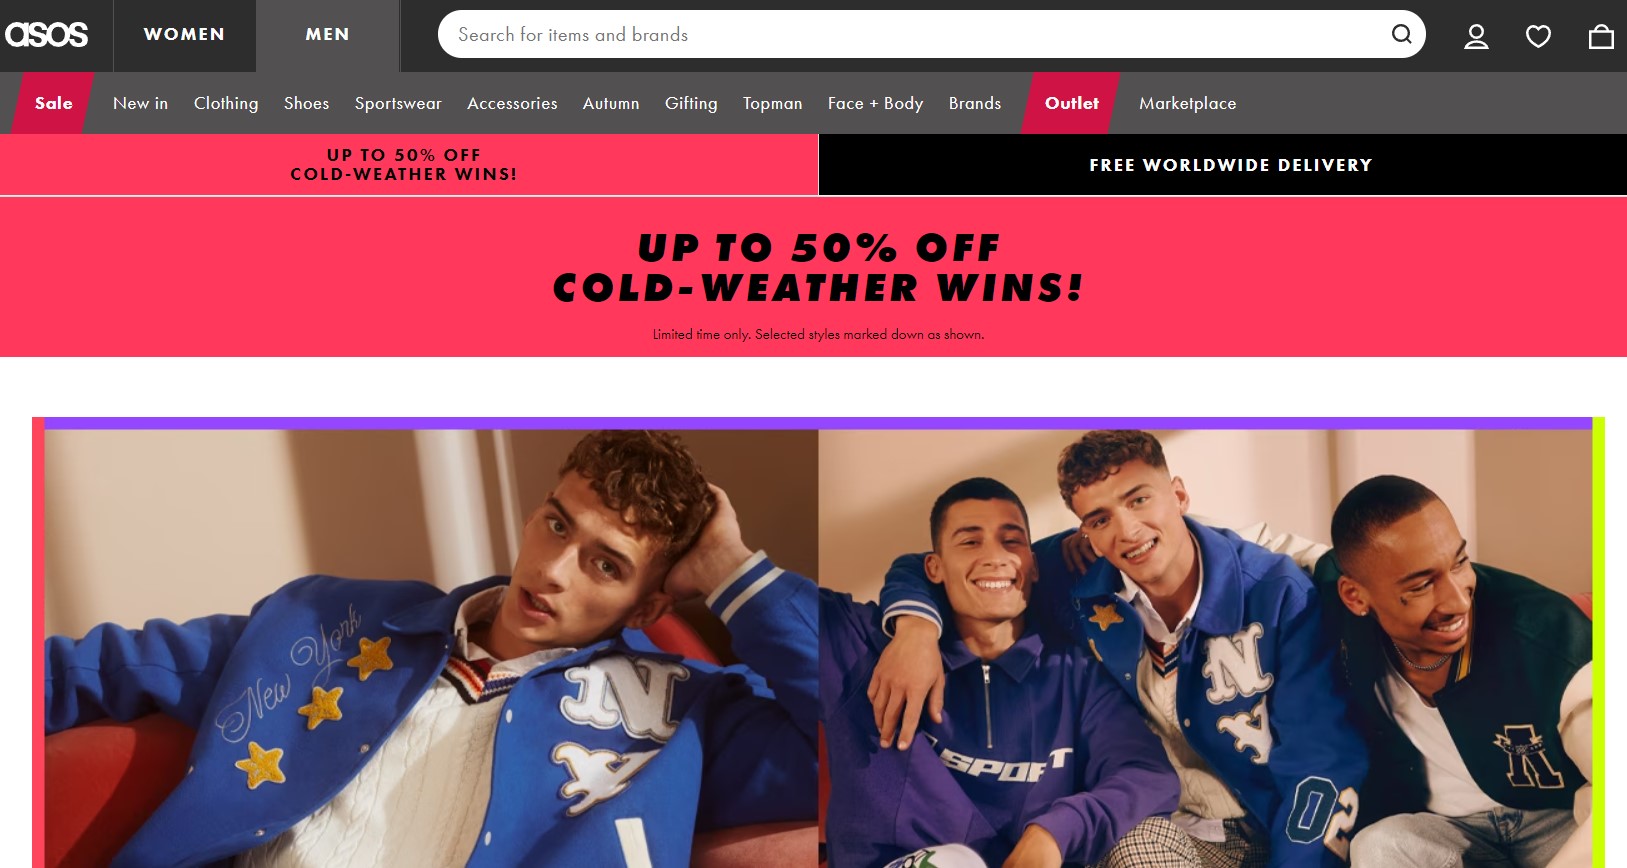 asos
WOMEN
MEN
Search for items and brands
Sale
New in
Clothing
Shoes
Sportswear
Accessories
Autumn
Gifting
Topman
Face + Body
Brands
Outlet
Marketplace
UP TO 50% OFF
COLD-WEATHER WINS!
FREE WORLDWIDE DELIVERY
UP TO 50% OFF
COLD-WEATHER WINS!
Limited time only. Selected styles marked down as shown.
New York
N
Y
SPORT
N
Y
02
R